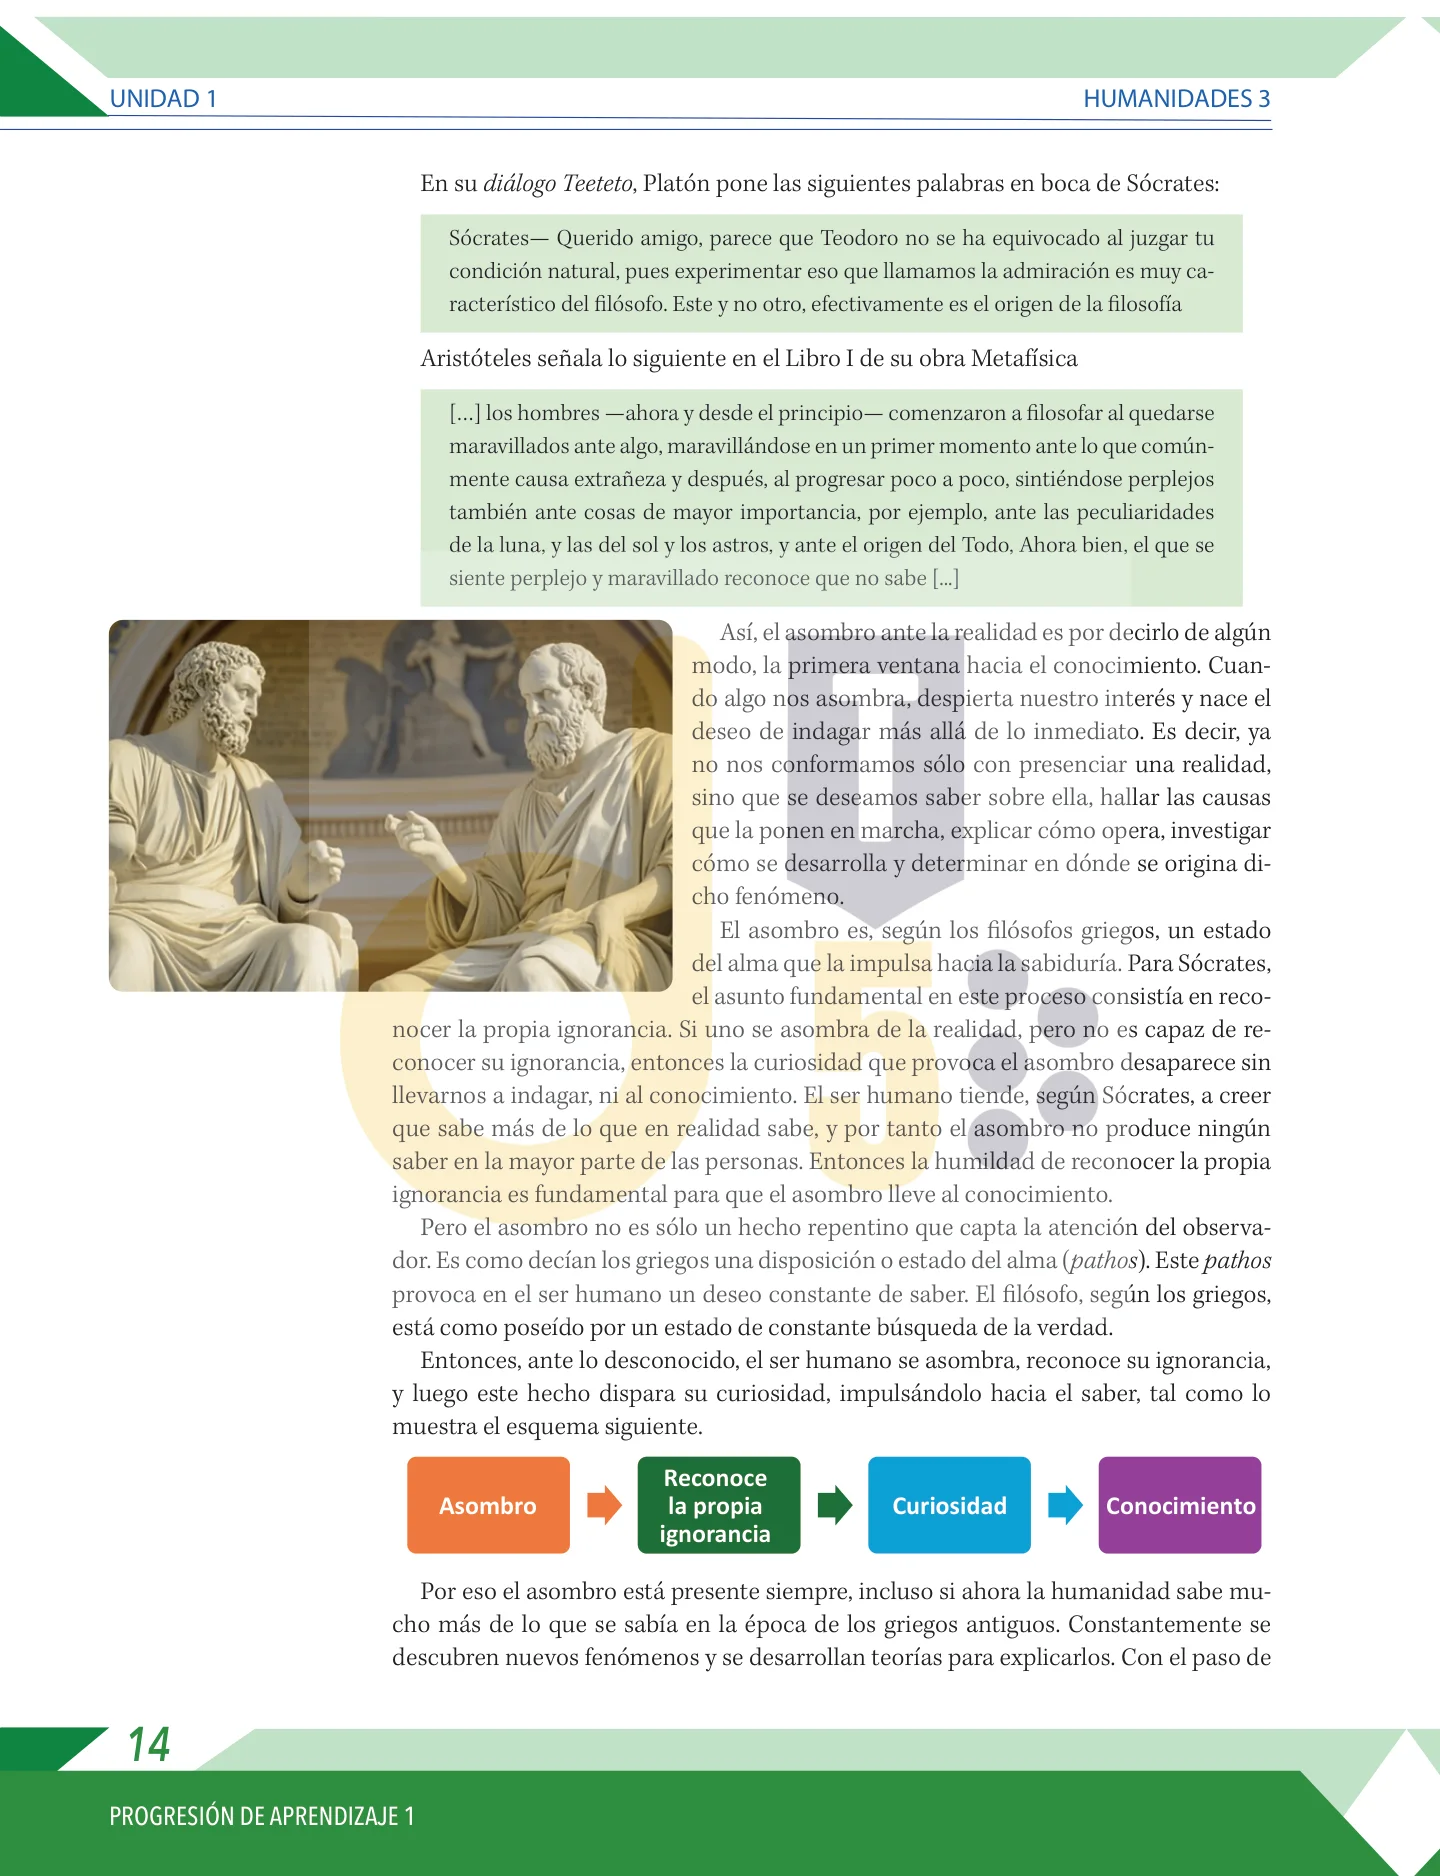 UNIDAD 1
HUMANIDADES 3
En su diálogo Teeteto, Platón pone las siguientes palabras en boca de Sócrates:
Sócrates— Querido amigo, parece que Teodoro no se ha equivocado al juzgar tu
condición natural, pues experimentar eso que llamamos la admiración es muy ca-
racterístico del filósofo. Este y no otro, efectivamente es el origen de la filosofía
Aristóteles señala lo siguiente en el Libro I de su obra Metafísica
[...] los hombres —ahora y desde el principio— comenzaron a filosofar al quedarse
maravillados ante algo, maravillándose en un primer momento ante lo que común-
mente causa extrañeza y después, al progresar poco a poco, sintiéndose perplejos
también ante cosas de mayor importancia, por ejemplo, ante las peculiaridades
de la luna, y las del sol y los astros, y ante el origen del Todo, Ahora bien, el que se
siente perplejo y maravillado reconoce que no sabe [...]
Así, el asombro ante la realidad es por decirlo de algún
modo, la primera ventana hacia el conocimiento. Cuan-
do algo nos asombra, despierta nuestro interés y nace el
deseo de indagar más allá de lo inmediato. Es decir, ya
no nos conformamos sólo con presenciar una realidad,
sino que se deseamos saber sobre ella, hallar las causas
que la ponen en marcha, explicar cómo opera, investigar
cómo se desarrolla y determinar en dónde se origina di-
cho fenómeno.
El asombro es, según los filósofos griegos, un estado
del alma que la impulsa hacia la sabiduría. Para Sócrates,
el asunto fundamental en este proceso consistía en reco-
nocer la propia ignorancia. Si uno se asombra de la realidad, pero no es capaz de re-
conocer su ignorancia, entonces la curiosidad que provoca el asombro desaparece sin
llevarnos a indagar, ni al conocimiento. El ser humano tiende, según Sócrates, a creer
que sabe más de lo que en realidad sabe, y por tanto el asombro no produce ningún
saber en la mayor parte de las personas. Entonces la humildad de reconocer la propia
ignorancia es fundamental para que el asombro lleve al conocimiento.
Pero el asombro no es sólo un hecho repentino que capta la atención del observa-
dor. Es como decían los griegos una disposición o estado del alma (pathos). Este pathos
provoca en el ser humano un deseo constante de saber. El filósofo, según los griegos,
está como poseído por un estado de constante búsqueda de la verdad.
Entonces, ante lo desconocido, el ser humano se asombra, reconoce su ignorancia,
y luego este hecho dispara su curiosidad, impulsándolo hacia el saber, tal como lo
muestra el esquema siguiente.
Asombro
Reconoce
la propia
ignorancia
Curiosidad
Conocimiento
Por eso el asombro está presente siempre, incluso si ahora la humanidad sabe mu-
cho más de lo que se sabía en la época de los griegos antiguos. Constantemente se
descubren nuevos fenómenos y se desarrollan teorías para explicarlos. Con el paso de
14
PROGRESIÓN DE APRENDIZAJE 1